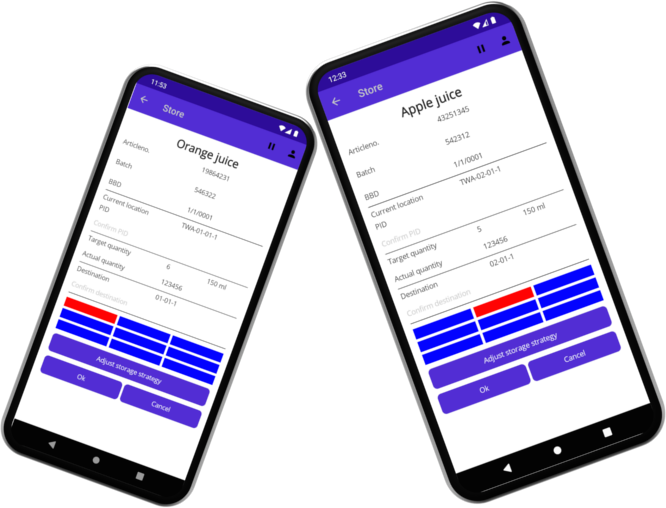 11:53
Store
Orange juice
Articleno. 19864231
Batch 546322
BBD 1/1/0001
Current location TWA-01-01-1
PID
Confirm PID
Target quantity 6 150 ml
Actual quantity 123456
Destination 01-01-1
Confirm destination
Adjust storage strategy
Ok Cancel
12:33
Store
Apple juice
Articleno. 43251345
Batch 542312
BBD 1/1/0001
Current location TWA-02-01-1
PID
Confirm PID
Target quantity 5 150 ml
Actual quantity 123456
Destination 02-01-1
Confirm destination
Adjust storage strategy
Ok Cancel